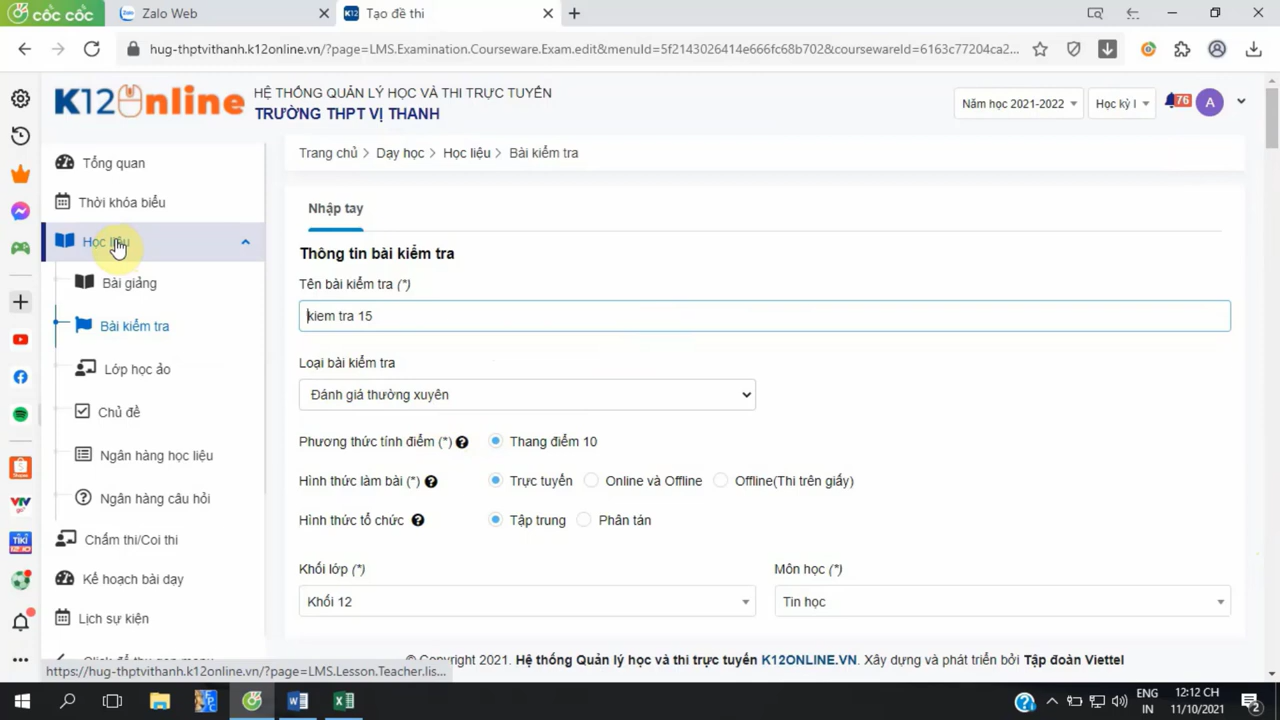 cốc cốc
Zalo Web
Tạo đề thi
hug-thptvithanh.k12online.vn/?page=LMS.Examination.Courseware.Exam.edit&menuId=5f2143026414e666fc68b702&coursewareId=6163c77204ca2...
K12Online
HỆ THỐNG QUẢN LÝ HỌC VÀ THI TRỰC TUYẾN
TRƯỜNG THPT VỊ THANH
Năm học 2021-2022
Học kỳ I
76
A
Tổng quan
Thời khóa biểu
Học liệu
Bài giảng
Bài kiểm tra
Lớp học ảo
Chủ đề
Ngân hàng học liệu
Ngân hàng câu hỏi
Chấm thi/Coi thi
Kế hoạch bài dạy
Lịch sự kiện
Trang chủ > Dạy học > Học liệu > Bài kiểm tra
Nhập tay
Thông tin bài kiểm tra
Tên bài kiểm tra (*)
kiem tra 15
Loại bài kiểm tra
Đánh giá thường xuyên
Phương thức tính điểm (*) Thang điểm 10
Hình thức làm bài (*) Trực tuyến Online và Offline Offline(Thi trên giấy)
Hình thức tổ chức Tập trung Phân tán
Khối lớp (*) Môn học (*)
Khối 12 Tin học
© Copyright 2021. Hệ thống Quản lý học và thi trực tuyến K12ONLINE.VN. Xây dựng và phát triển bởi Tập đoàn Viettel
https://hug-thptvithanh.k12online.vn/?page=LMS.Lesson.Teacher.lis...
ENG
IN
12:12 CH
11/10/2021
2